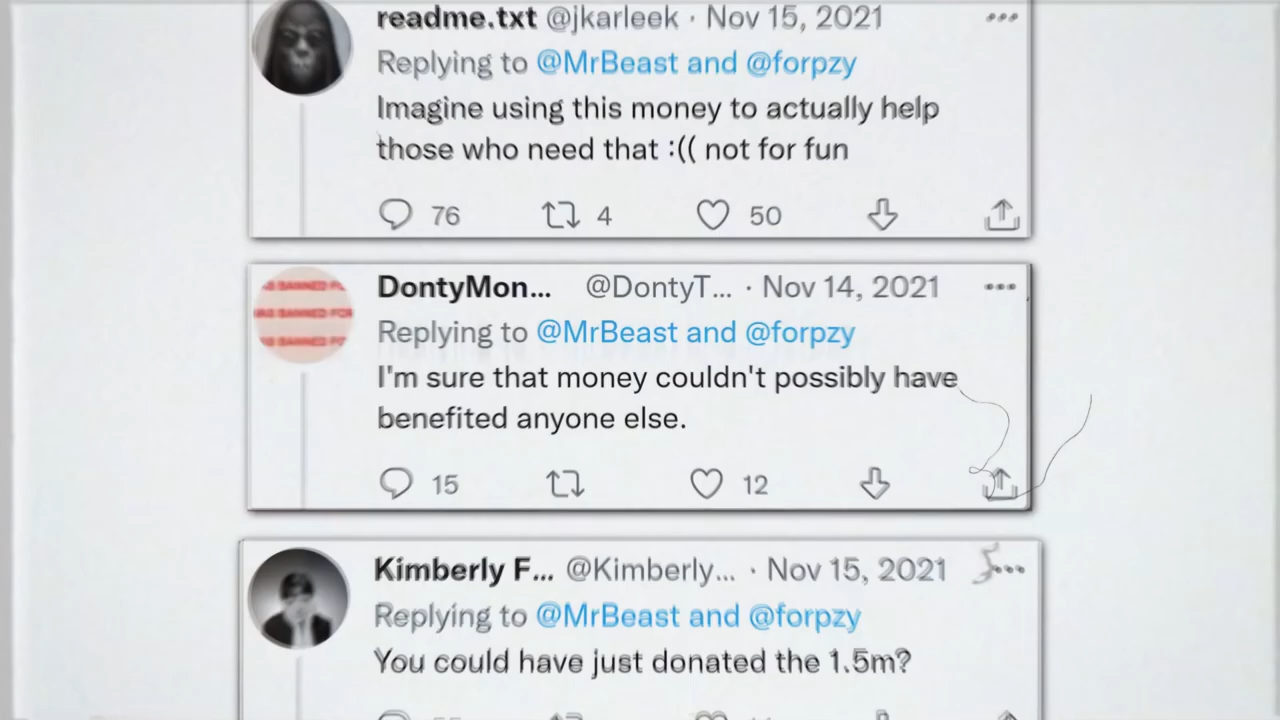 readme.txt @jkarleek · Nov 15, 2021
Replying to @MrBeast and @forpzy
Imagine using this money to actually help
those who need that :(( not for fun
76 4 50
DontyMon... @DontyT... · Nov 14, 2021
Replying to @MrBeast and @forpzy
I'm sure that money couldn't possibly have
benefited anyone else.
15 12
Kimberly F... @Kimberly... · Nov 15, 2021
Replying to @MrBeast and @forpzy
You could have just donated the 1.5m?